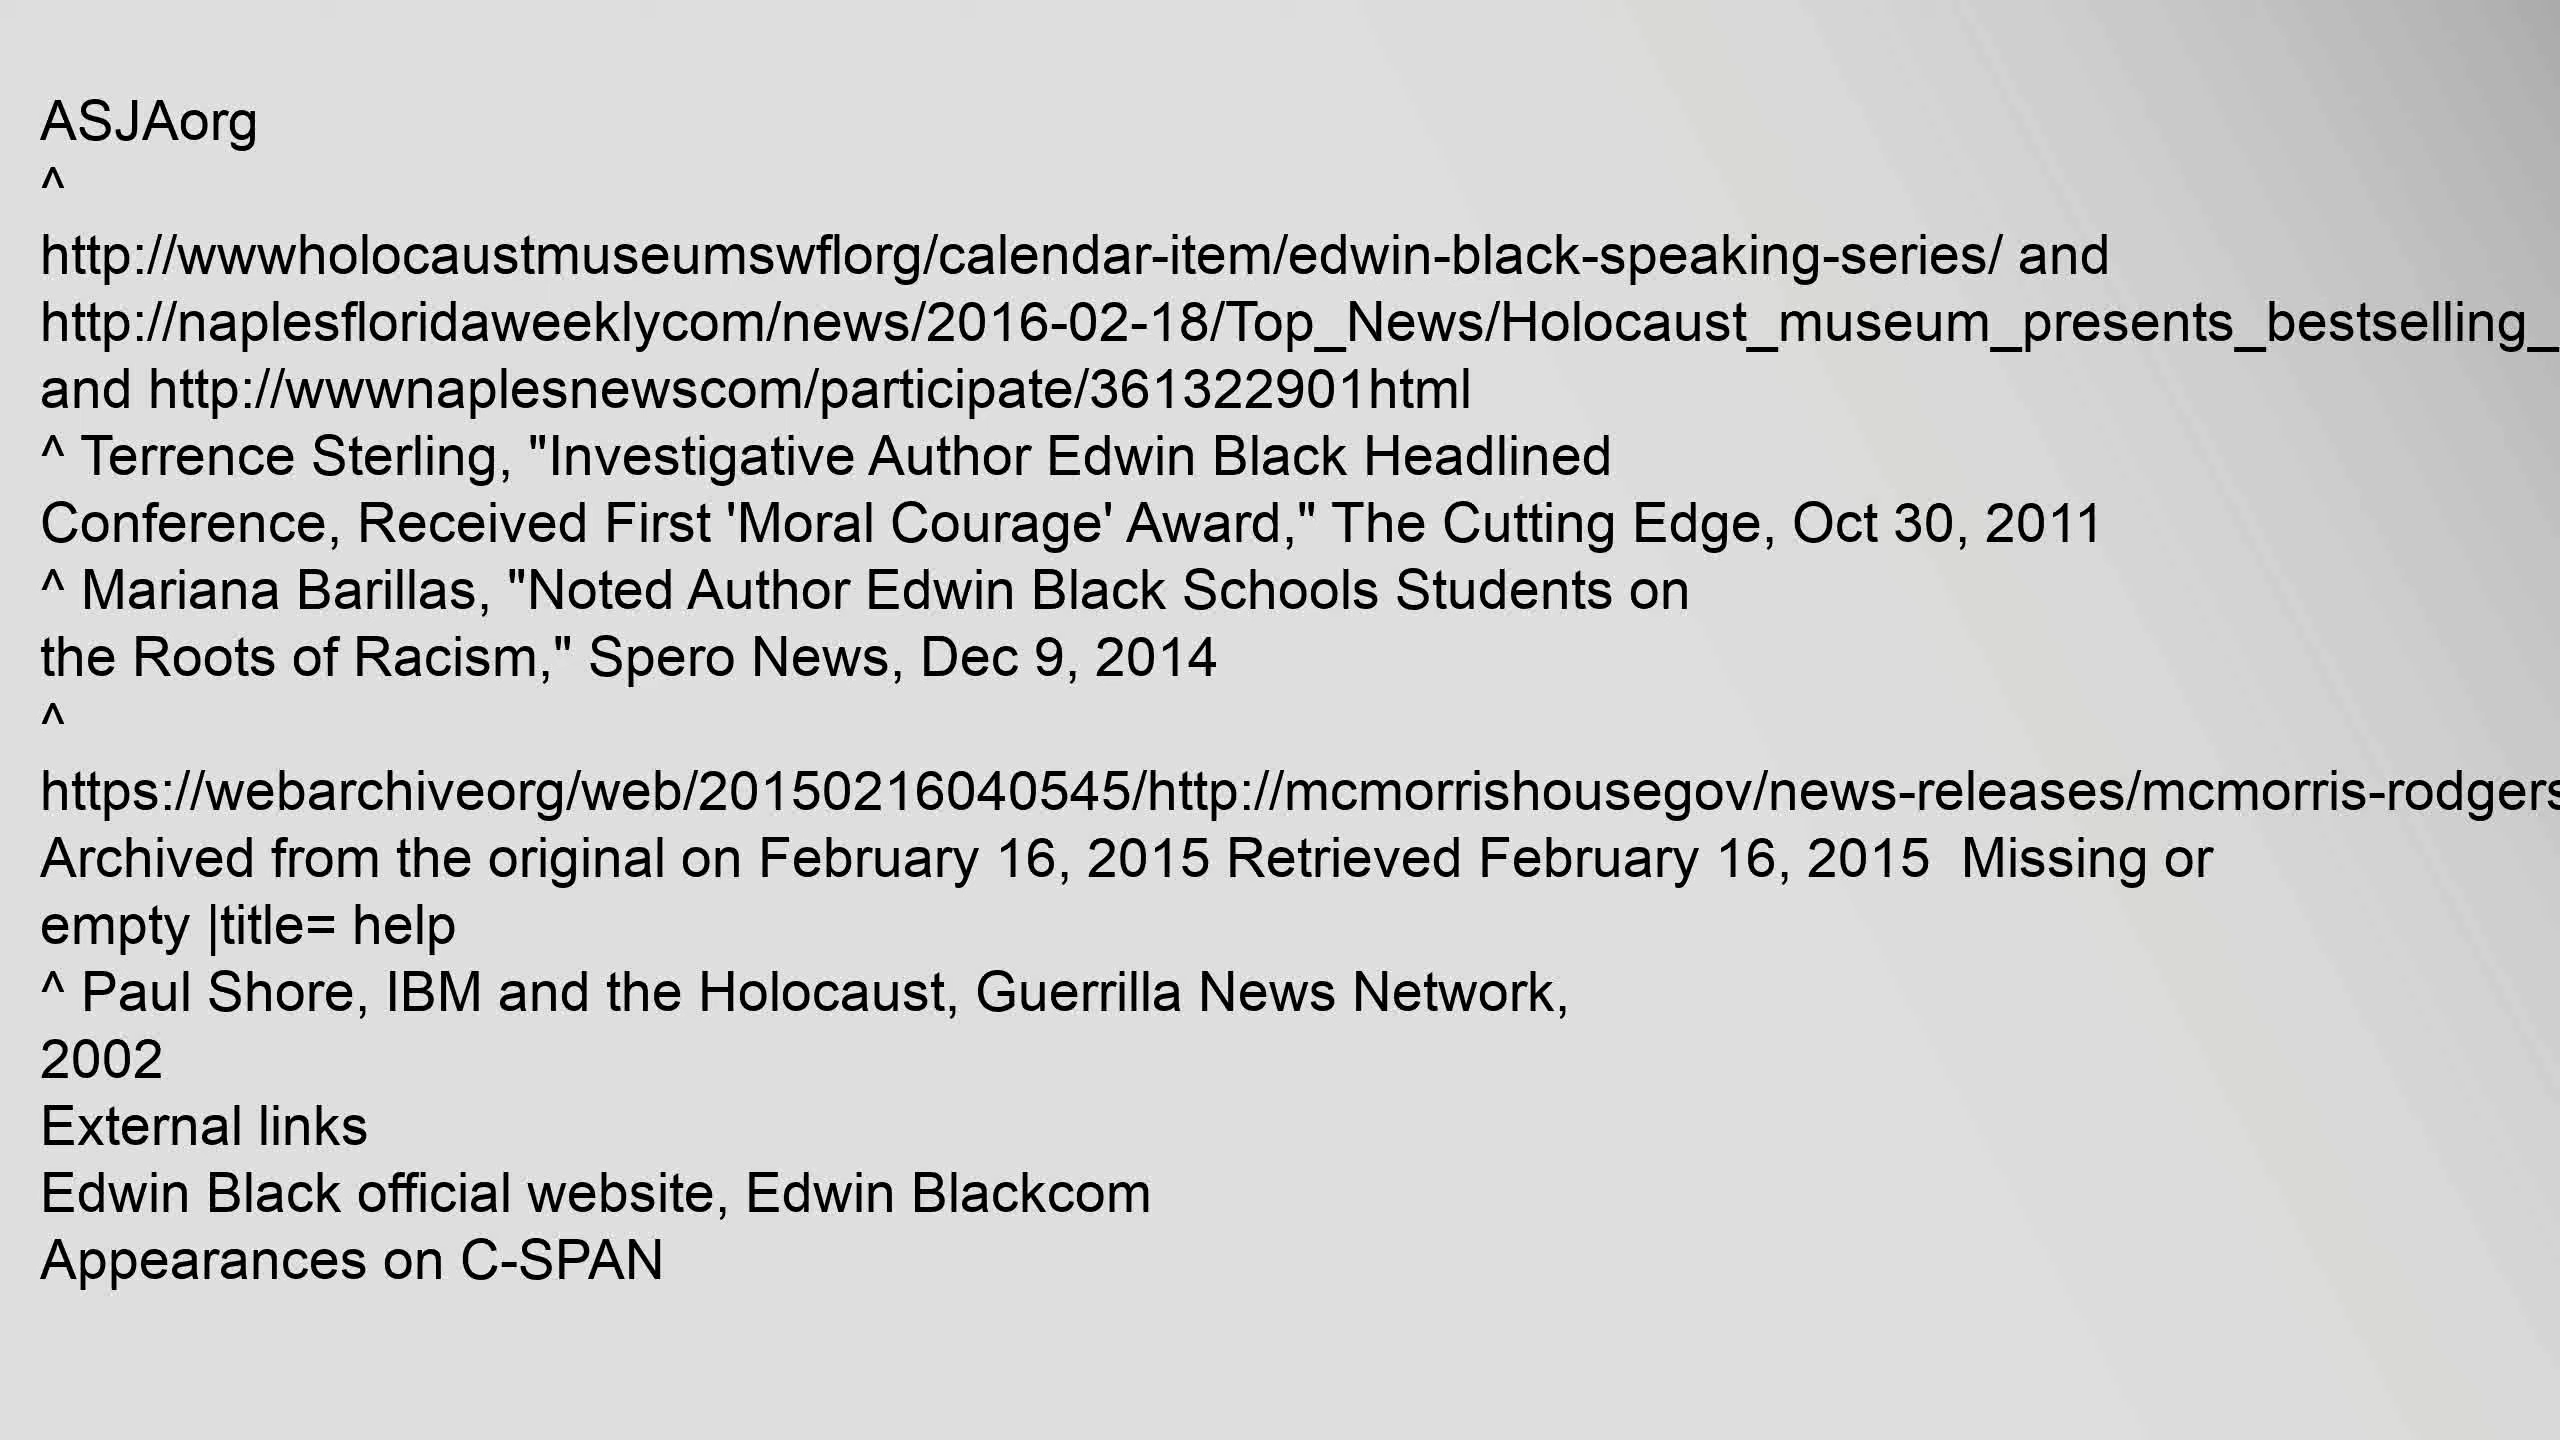 ASJAorg
^
http://wwwholocaustmuseumswflorg/calendar-item/edwin-black-speaking-series/ and
http://naplesfloridaweeklycom/news/2016-02-18/Top_News/Holocaust_museum_presents_bestselling_
and http://wwwnaplesnewscom/participate/361322901html
^ Terrence Sterling, "Investigative Author Edwin Black Headlined
Conference, Received First 'Moral Courage' Award," The Cutting Edge, Oct 30, 2011
^ Mariana Barillas, "Noted Author Edwin Black Schools Students on
the Roots of Racism," Spero News, Dec 9, 2014
^
https://webarchiveorg/web/20150216040545/http://mcmorrishousegov/news-releases/mcmorris-rodgers
Archived from the original on February 16, 2015 Retrieved February 16, 2015  Missing or
empty |title= help
^ Paul Shore, IBM and the Holocaust, Guerrilla News Network,
2002
External links
Edwin Black official website, Edwin Blackcom
Appearances on C-SPAN